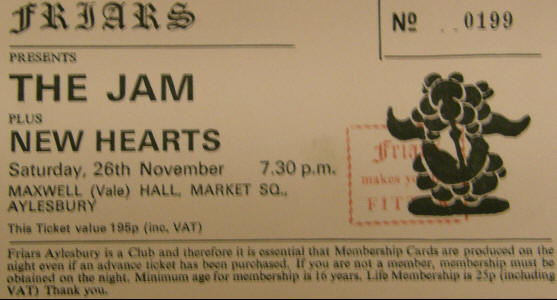 FRIARS
Nº 0199
PRESENTS
THE JAM
PLUS
NEW HEARTS
Saturday, 26th November 7.30 p.m.
MAXWELL (Vale) HALL, MARKET SQ.,
AYLESBURY
Friars
makes
FIT
This Ticket value 195p (inc. VAT)
Friars Aylesbury is a Club and therefore it is essential that Membership Cards are produced on the
night even if an advance ticket has been purchased. If you are not a member, membership must be
obtained on the night. Minimum age for membership is 16 years. Life Membership is 25p (including
VAT) Thank you.